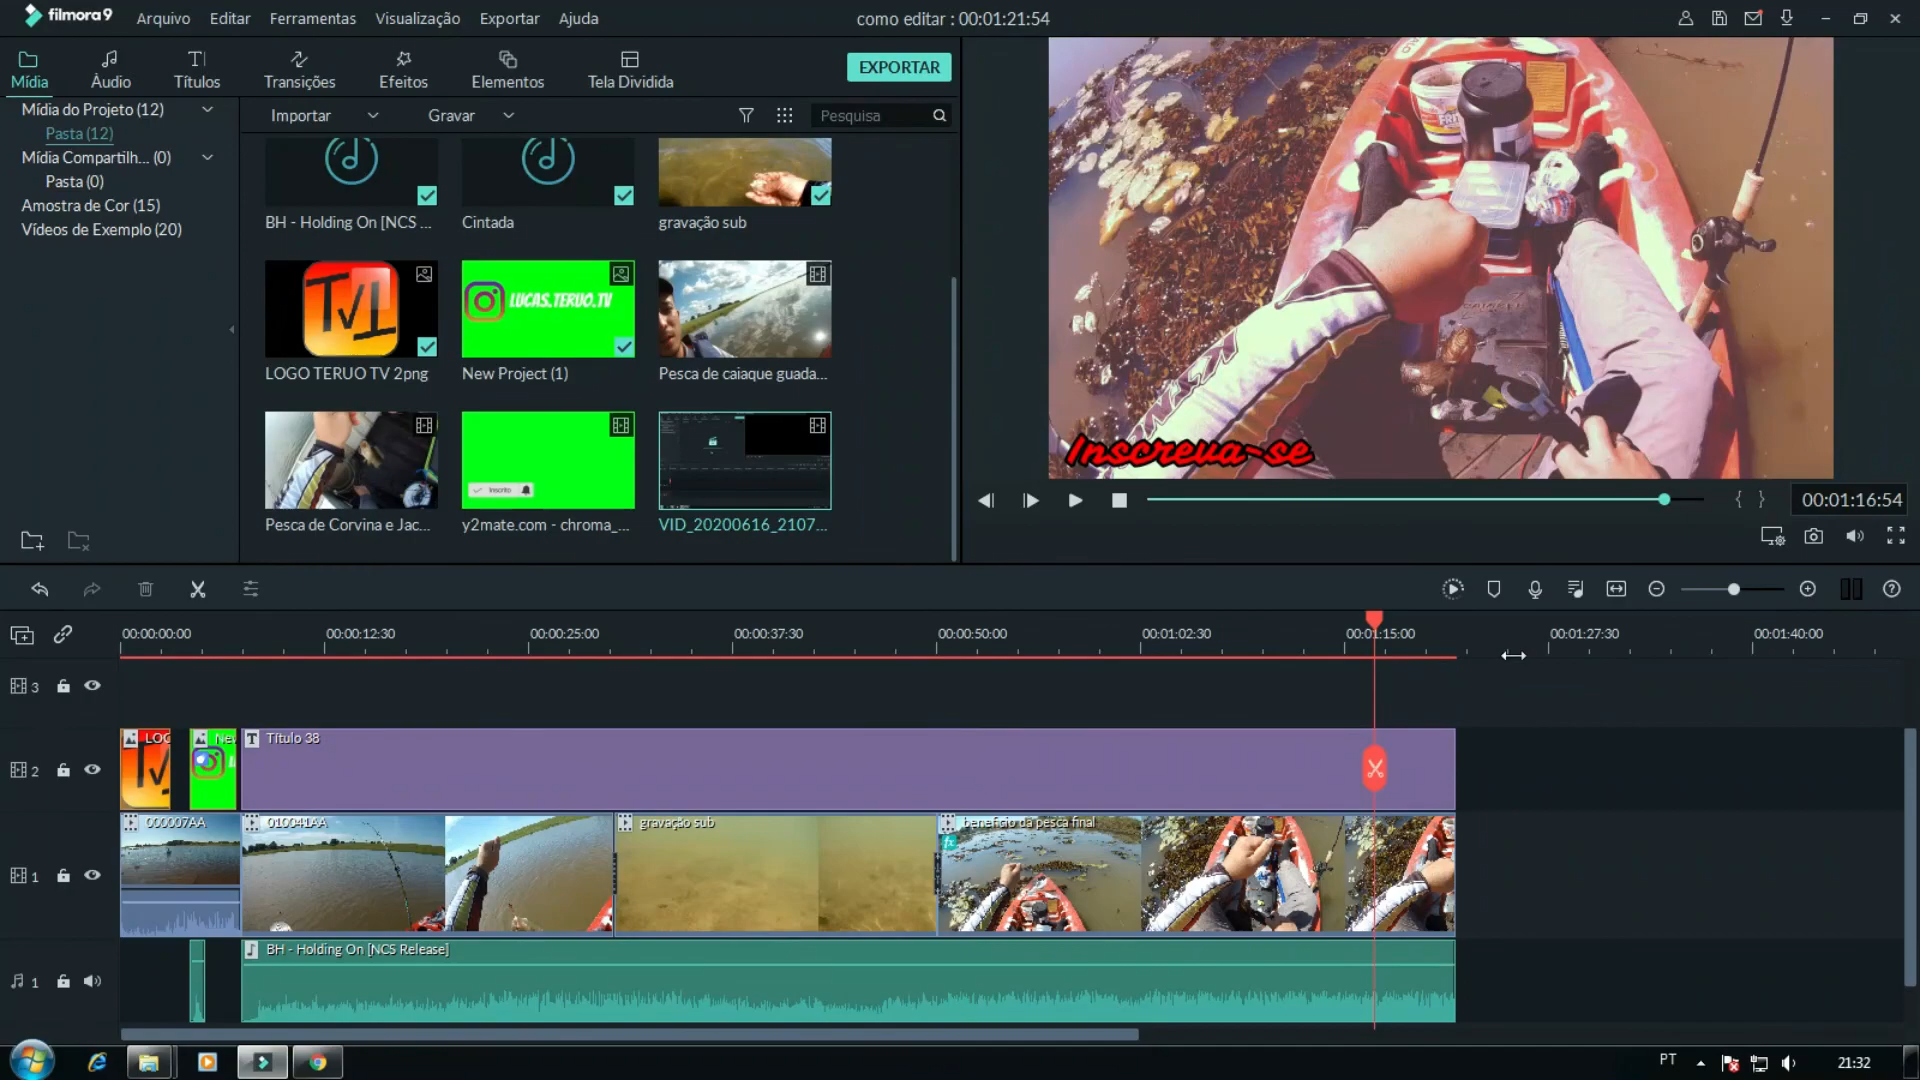 filmora9
Arquivo Editar Ferramentas Visualização Exportar Ajuda
como editar : 00:01:21:54
Mídia
Áudio
Títulos
Transições
Efeitos
Elementos
Tela Dividida
EXPORTAR
Mídia do Projeto (12)
Pasta (12)
Mídia Compartilh... (0)
Pasta (0)
Amostra de Cor (15)
Vídeos de Exemplo (20)
Importar
Gravar
Pesquisa
BH - Holding On [NCS ...
Cintada
gravação sub
TV1
LUCAS.TERUO.TV
LOGO TERUO TV 2png
New Project (1)
Pesca de caiaque guada...
Inscrito
Pesca de Corvina e Jac...
y2mate.com - chroma_...
VID_20200616_2107...
Inscreva-se
00:01:16:54
00:00:00:00
00:00:12:30
00:00:25:00
00:00:37:30
00:00:50:00
00:01:02:30
00:01:15:00
00:01:27:30
00:01:40:00
3
2
LOG
New
T Título 38
1
000007AA
010041AA
gravação sub
beneficio da pesca final
fx
1
BH - Holding On [NCS Release]
PT
21:32